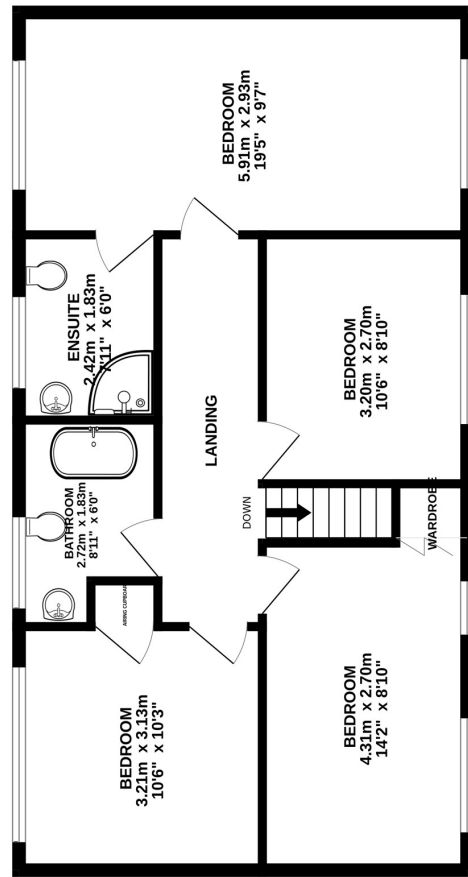 BEDROOM
5.91m x 2.93m
19'5" x 9'7"
ENSUITE
2.42m x 1.83m
7'11" x 6'0"
BEDROOM
3.20m x 2.70m
10'6" x 8'10"
LANDING
DOWN
WARDROBE
BATHROOM
2.72m x 1.83m
8'11" x 6'0"
AIRING CUPBOARD
BEDROOM
3.21m x 3.13m
10'6" x 10'3"
BEDROOM
4.31m x 2.70m
14'2" x 8'10"